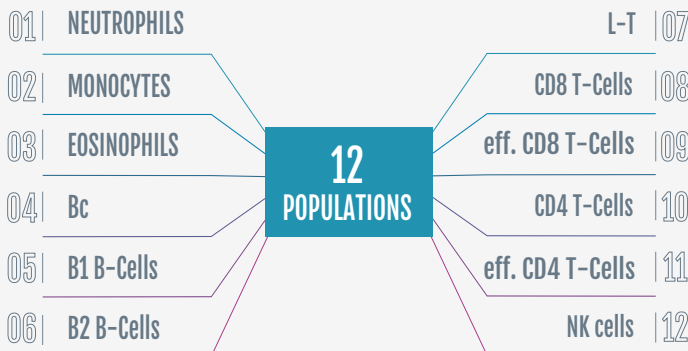 01 NEUTROPHILS
02 MONOCYTES
03 EOSINOPHILS
04 Bc
05 B1 B-Cells
06 B2 B-Cells
12
POPULATIONS
L-T 07
CD8 T-Cells 08
eff. CD8 T-Cells 09
CD4 T-Cells 10
eff. CD4 T-Cells 11
NK cells 12